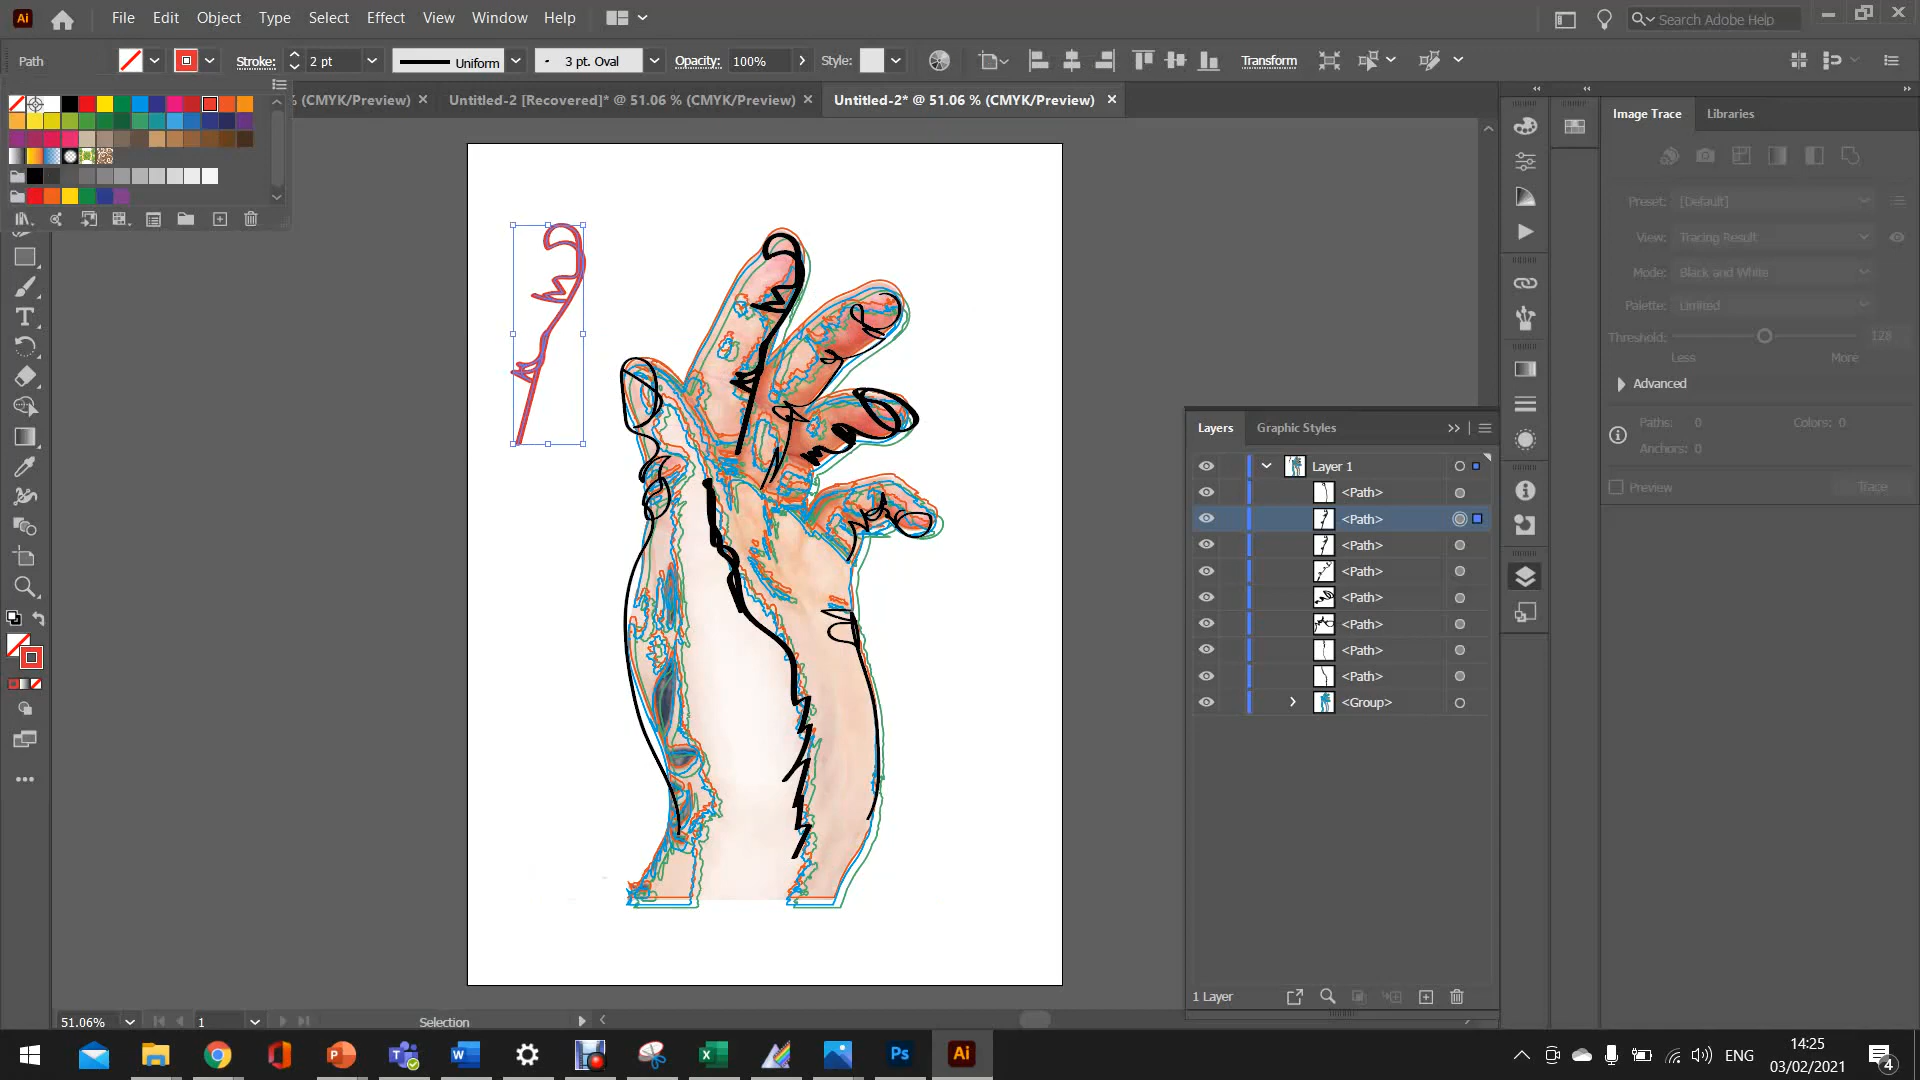 Ai File Edit Object Type Select Effect View Window Help Search Adobe Help
Path Stroke: 2 pt Uniform 3 pt. Oval Opacity: 100% Style: Transform
% (CMYK/Preview) × Untitled-2 [Recovered]* @ 51.06 % (CMYK/Preview) × Untitled-2* @ 51.06 % (CMYK/Preview) ×
Image Trace Libraries
Preset: [Default]
View: Tracing Result
Mode: Black and White
Palette: Limited
Threshold: 128
Less More
Advanced
Paths: 0 Colors: 0
Anchors: 0
Preview Trace
Layers Graphic Styles
Layer 1
<Path>
<Path>
<Path>
<Path>
<Path>
<Path>
<Path>
<Path>
<Group>
1 Layer
51.06% 1 Selection
Ps Ai ENG 14:25
03/02/2021
4